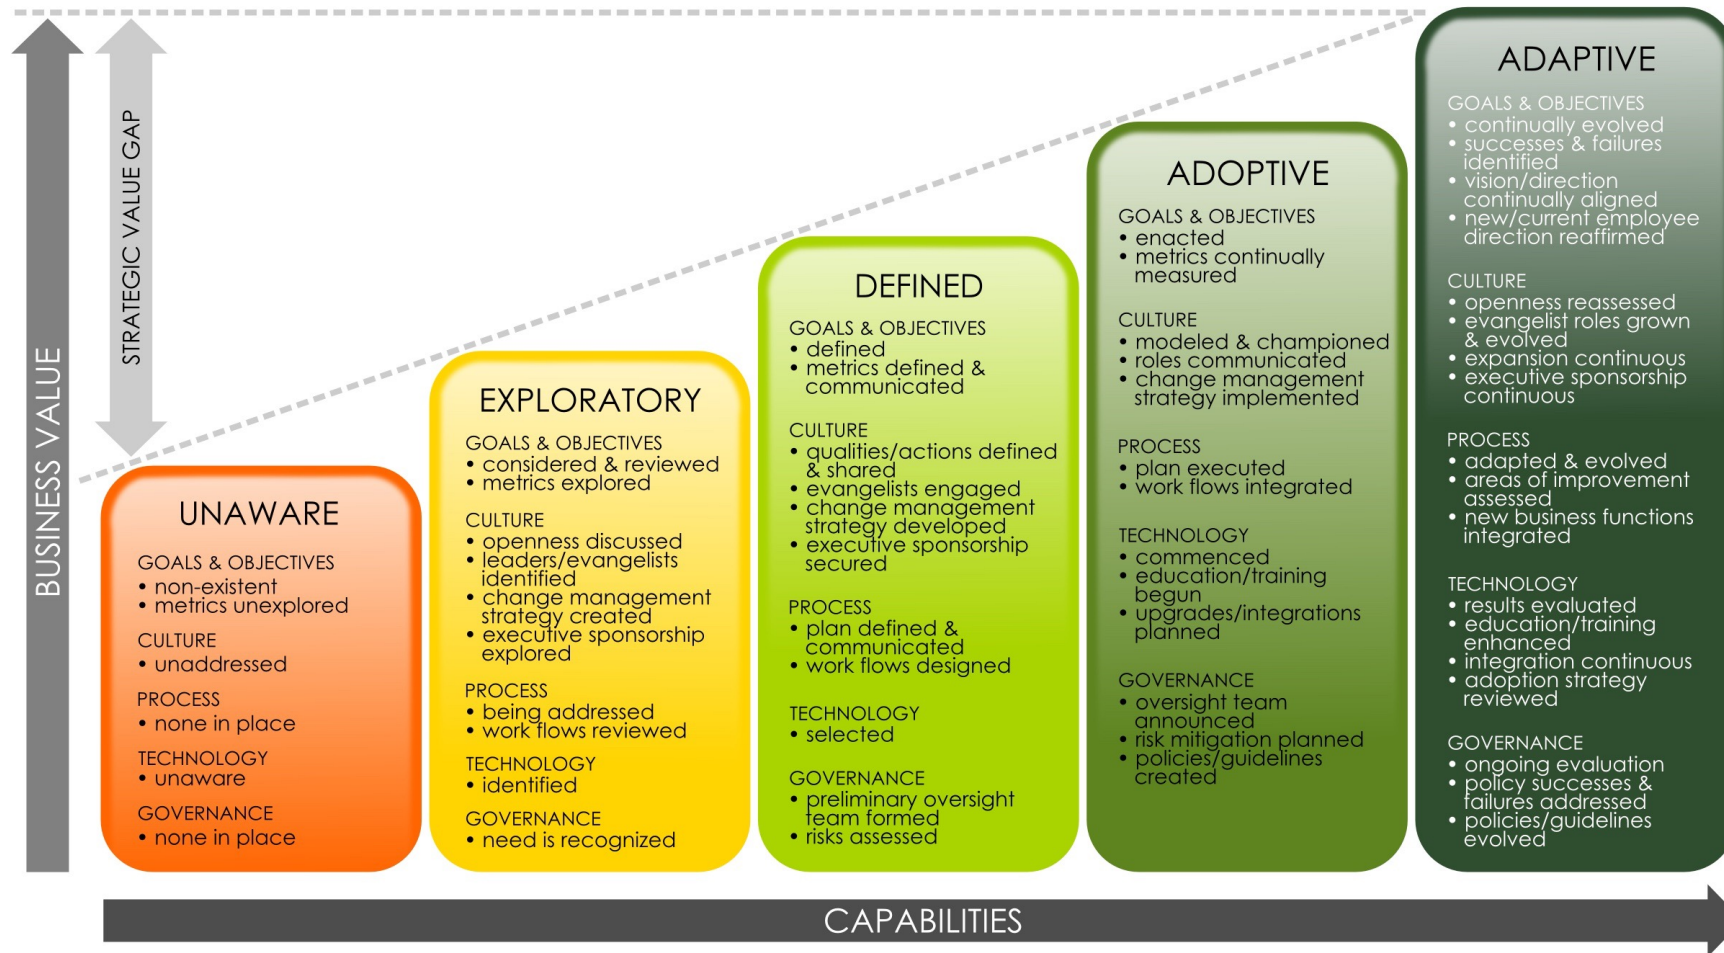 BUSINESS VALUE
STRATEGIC VALUE GAP
UNAWARE
GOALS & OBJECTIVES
• non-existent
• metrics unexplored
CULTURE
• unaddressed
PROCESS
• none in place
TECHNOLOGY
• unaware
GOVERNANCE
• none in place
EXPLORATORY
GOALS & OBJECTIVES
• considered & reviewed
• metrics explored
CULTURE
• openness discussed
• leaders/evangelists
identified
• change management
strategy created
• executive sponsorship
explored
PROCESS
• being addressed
• work flows reviewed
TECHNOLOGY
• identified
GOVERNANCE
• need is recognized
DEFINED
GOALS & OBJECTIVES
• defined
• metrics defined &
communicated
CULTURE
• qualities/actions defined
& shared
• evangelists engaged
• change management
strategy developed
• executive sponsorship
secured
PROCESS
• plan defined &
communicated
• work flows designed
TECHNOLOGY
• selected
GOVERNANCE
• preliminary oversight
team formed
• risks assessed
ADOPTIVE
GOALS & OBJECTIVES
• enacted
• metrics continually
measured
CULTURE
• modeled & championed
• roles communicated
• change management
strategy implemented
PROCESS
• plan executed
• work flows integrated
TECHNOLOGY
• commenced
• education/training
begun
• upgrades/integrations
planned
GOVERNANCE
• oversight team
announced
• risk mitigation planned
• policies/guidelines
created
ADAPTIVE
GOALS & OBJECTIVES
• continually evolved
• successes & failures
identified
• vision/direction
continually aligned
• new/current employee
direction reaffirmed
CULTURE
• openness reassessed
• evangelist roles grown
& evolved
• expansion continuous
• executive sponsorship
continuous
PROCESS
• adapted & evolved
• areas of improvement
assessed
• new business functions
integrated
TECHNOLOGY
• results evaluated
• education/training
enhanced
• integration continuous
• adoption strategy
reviewed
GOVERNANCE
• ongoing evaluation
• policy successes &
failures addressed
• policies/guidelines
evolved
CAPABILITIES